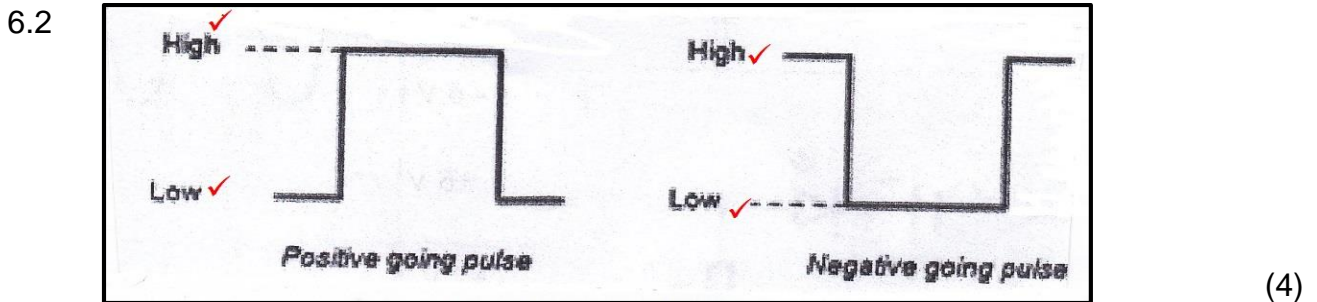 6.2
High High
Low Low
Positive going pulse Negative going pulse
(4)